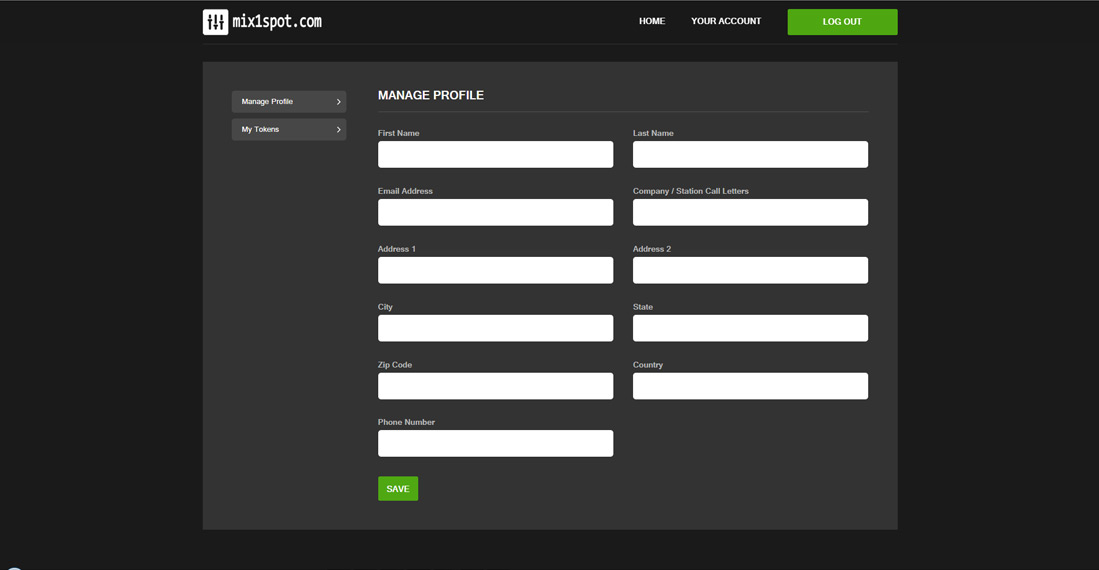 mix1spot.com
HOME YOUR ACCOUNT LOG OUT
Manage Profile
My Tokens
MANAGE PROFILE
First Name Last Name
Email Address Company / Station Call Letters
Address 1 Address 2
City State
Zip Code Country
Phone Number
SAVE